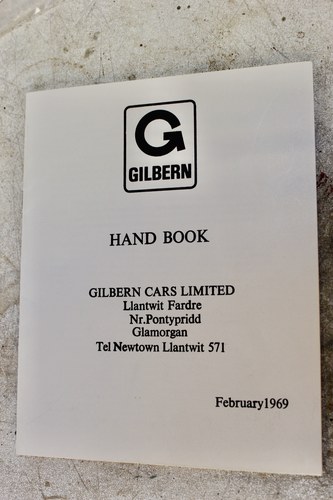 G
GILBERN
HAND BOOK
GILBERN CARS LIMITED
Llantwit Fardre
Nr.Pontypridd
Glamorgan
Tel Newtown Llantwit 571
February1969